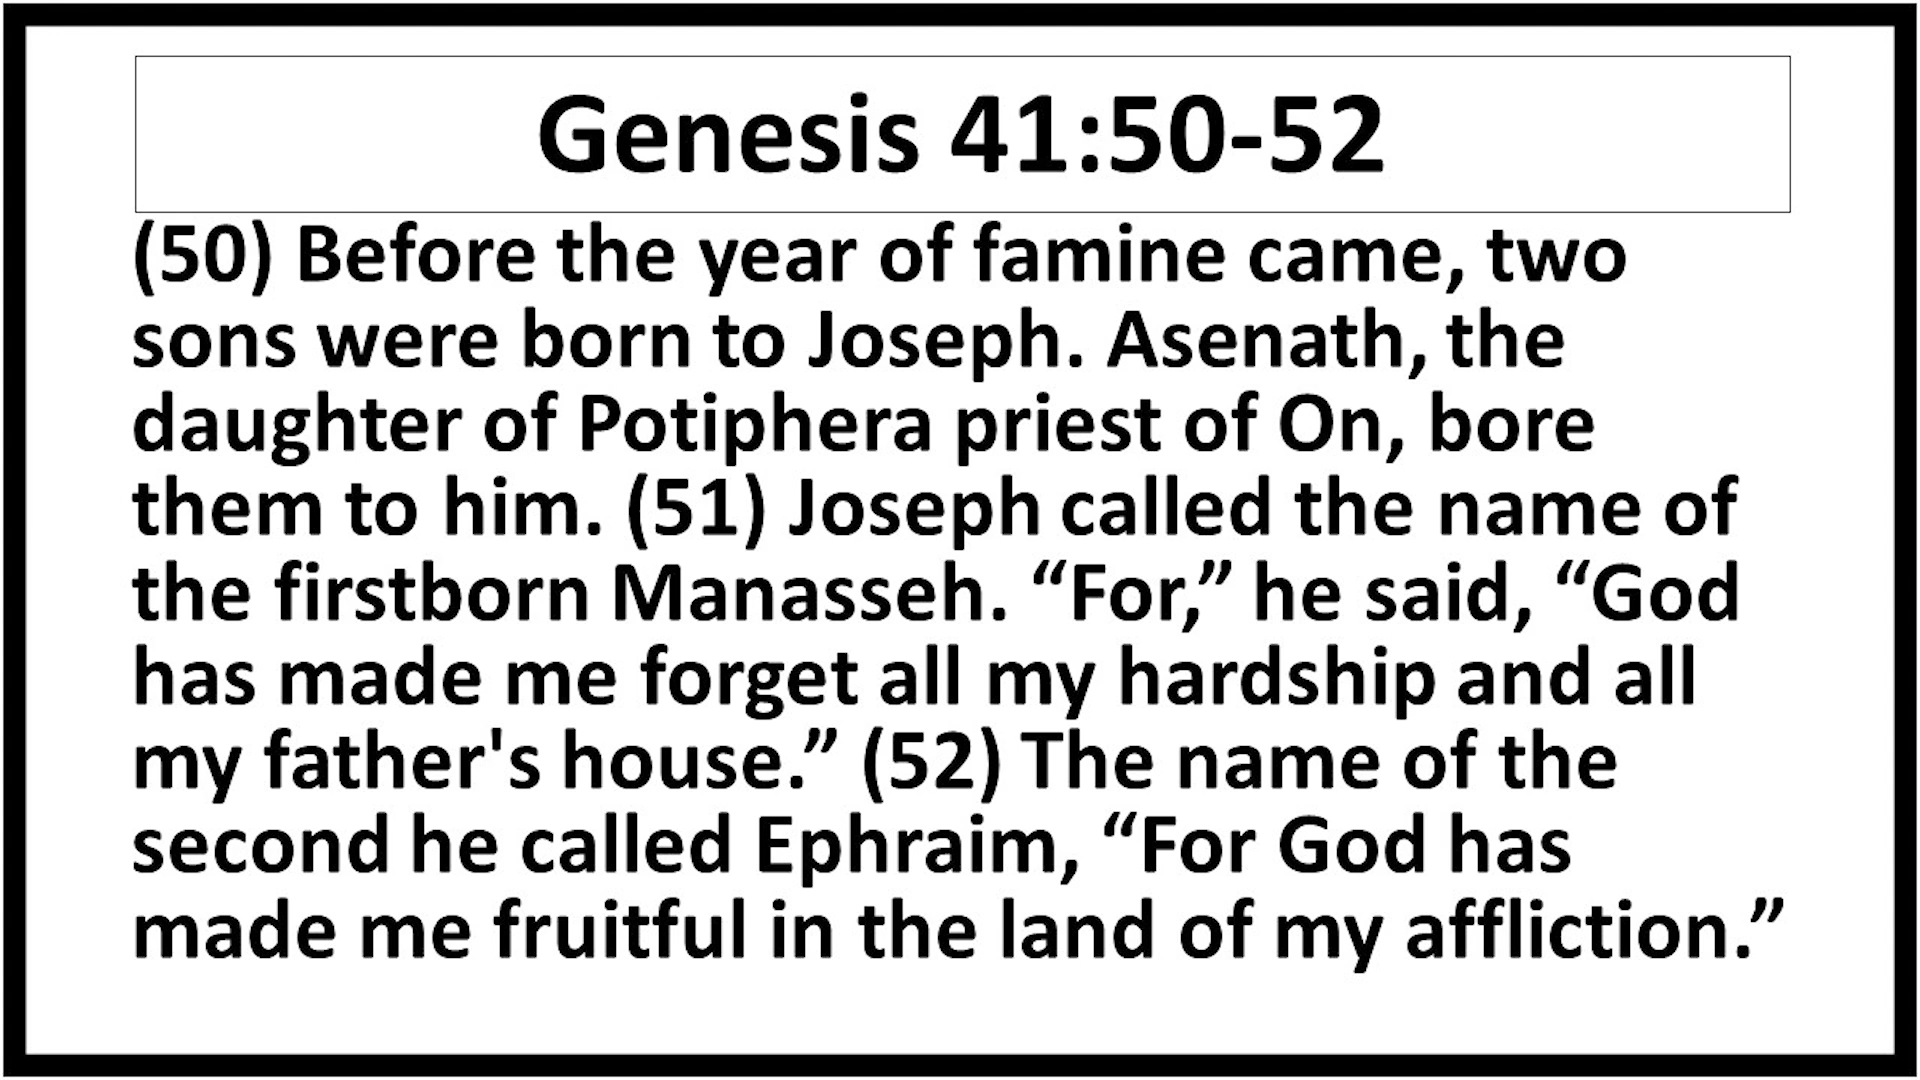 Genesis 41:50-52
(50) Before the year of famine came, two
sons were born to Joseph. Asenath, the
daughter of Potiphera priest of On, bore
them to him. (51) Joseph called the name of
the firstborn Manasseh. “For,” he said, “God
has made me forget all my hardship and all
my father's house.” (52) The name of the
second he called Ephraim, “For God has
made me fruitful in the land of my affliction.”